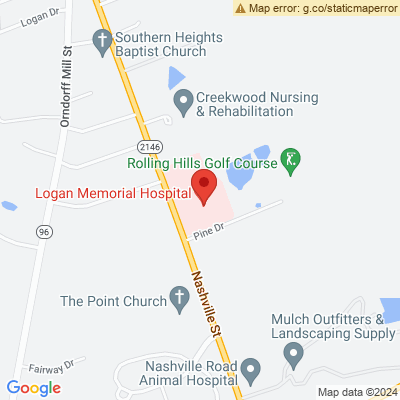 Map error: g.co/staticmaperror
Logan Dr
Orndorff Mill St
Southern Heights
Baptist Church
Creekwood Nursing
& Rehabilitation
2146
Rolling Hills Golf Course
Logan Memorial Hospital
Pine Dr
96
Nashville St
The Point Church
Mulch Outfitters &
Landscaping Supply
Nashville Road
Animal Hospital
Fairway Dr
Google
Map data ©2024